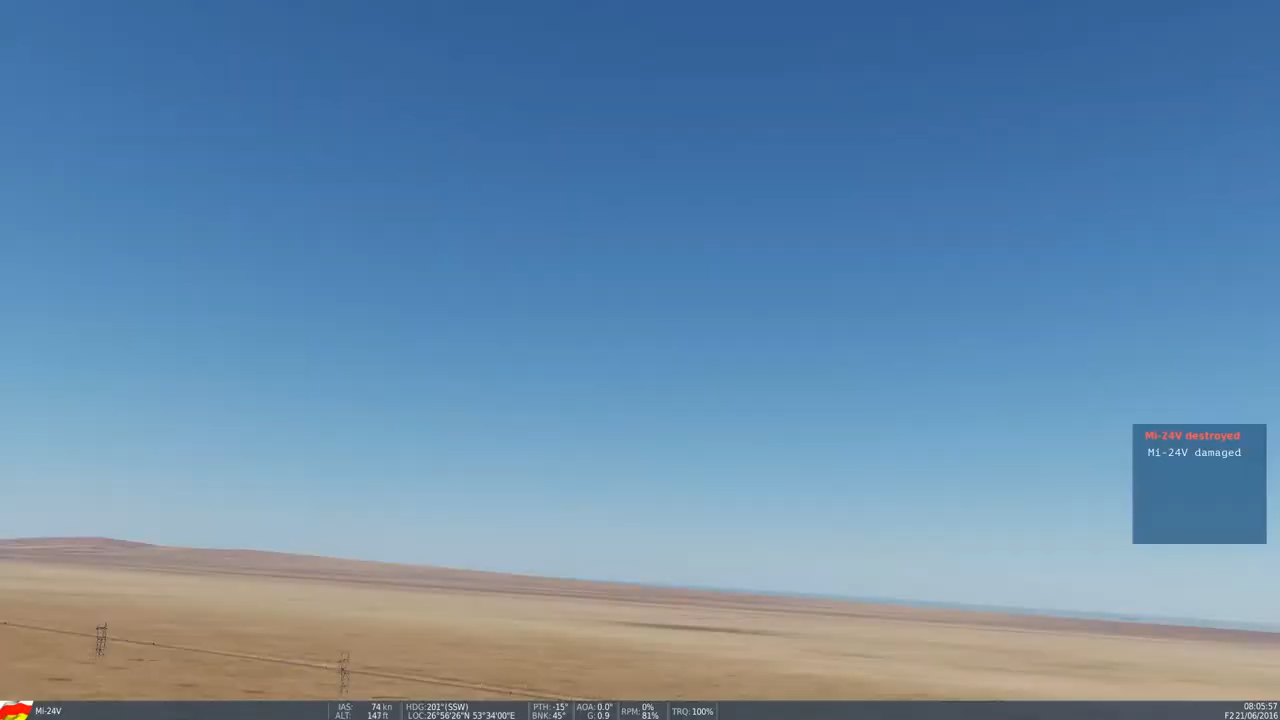 Mi-24V destroyed
Mi-24V damaged
Mi-24V
IAS: 74 kn
ALT: 147 ft
HDG: 201°(SSW)
LOC: 26°56'26"N 53°34'00"E
PTH: -15°
BNK: 45°
AOA: 0.0°
G: 0.9
RPM: 0%
81%
TRQ: 100%
08:05:57
F2 21/06/2016